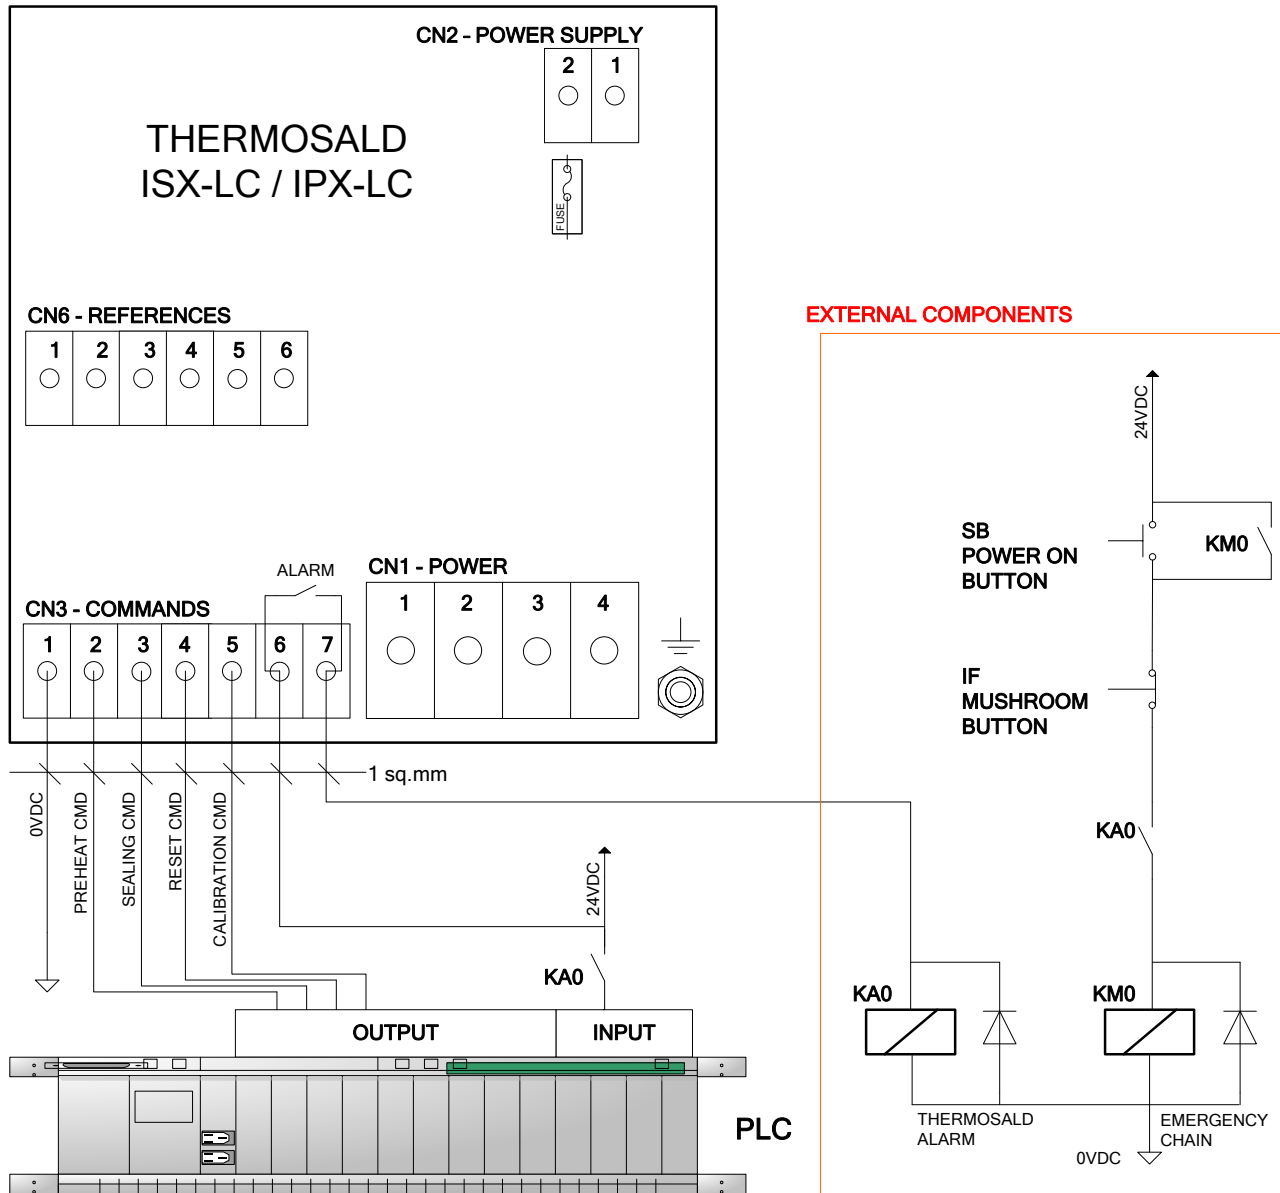 CN2 - POWER SUPPLY
2 1
THERMOSALD
ISX-LC / IPX-LC
FUSE
CN6 - REFERENCES
1 2 3 4 5 6
EXTERNAL COMPONENTS
24VDC
SB
POWER ON
BUTTON
KM0
ALARM
CN1 - POWER
1 2 3 4
CN3 - COMMANDS
1 2 3 4 5 6 7
IF
MUSHROOM
BUTTON
1 sq.mm
0VDC
PREHEAT CMD
SEALING CMD
RESET CMD
CALIBRATION CMD
24VDC
KA0
KA0
KA0
KM0
OUTPUT
INPUT
PLC
THERMOSALD
ALARM
EMERGENCY
CHAIN
0VDC